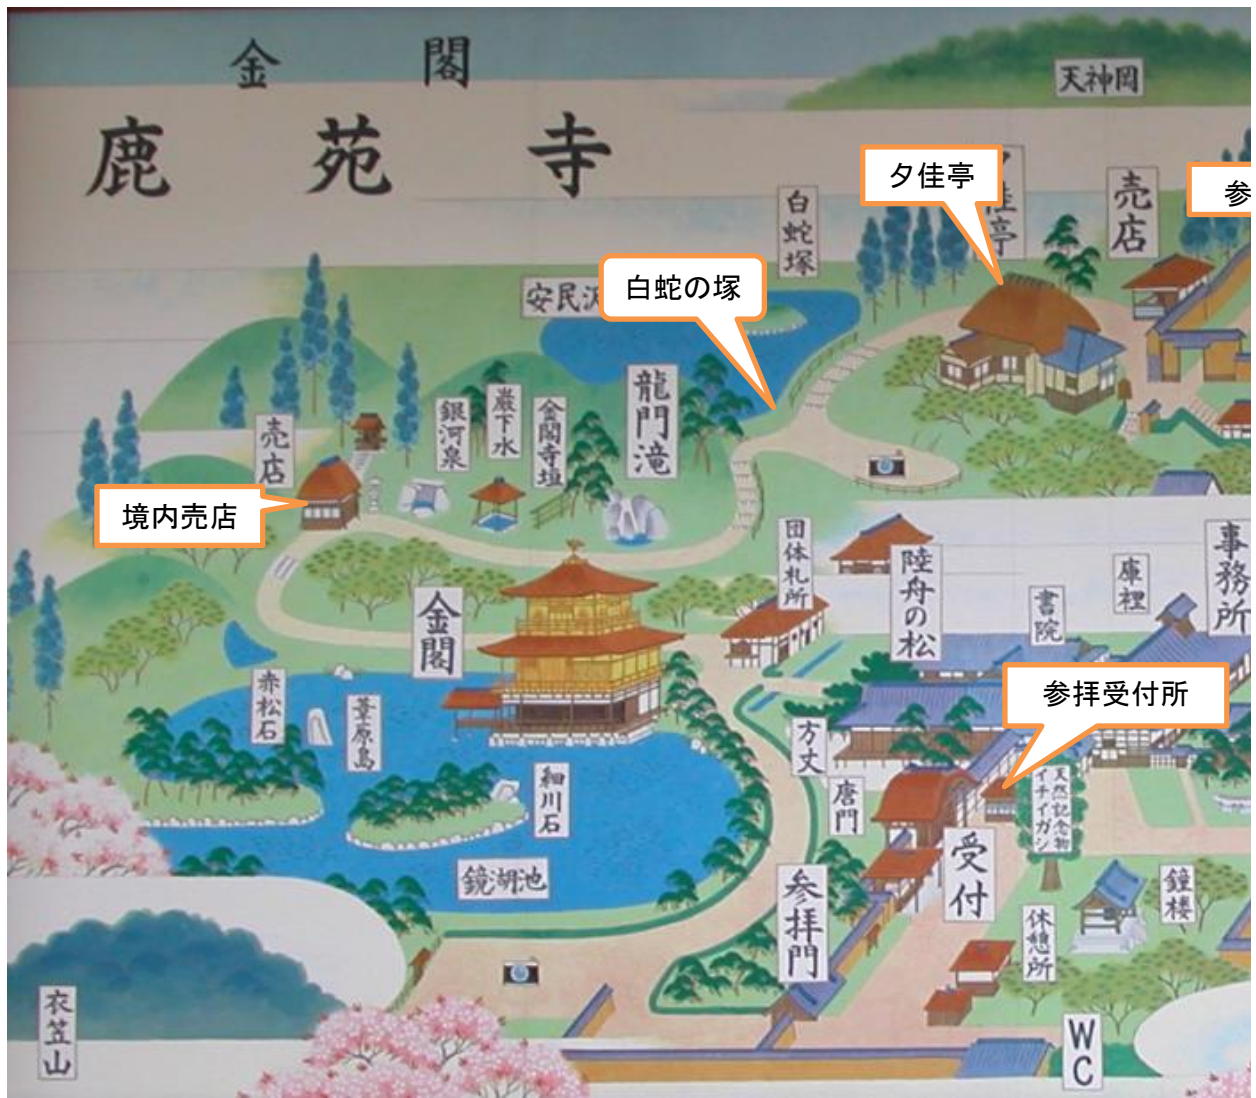 金閣
鹿苑寺
天神岡
夕佳亭
佳亭
売店
参
白蛇塚
白蛇の塚
安民沢
龍門滝
銀河泉
巌下水
金閣寺垣
売店
境内売店
団体札所
陸舟の松
書院
庫裡
事務所
金閣
参拝受付所
赤松石
葦原島
細川石
方丈
唐門
天然記念物
イチイガシ
受付
鏡湖池
参拝門
鐘楼
休憩所
衣笠山
WC